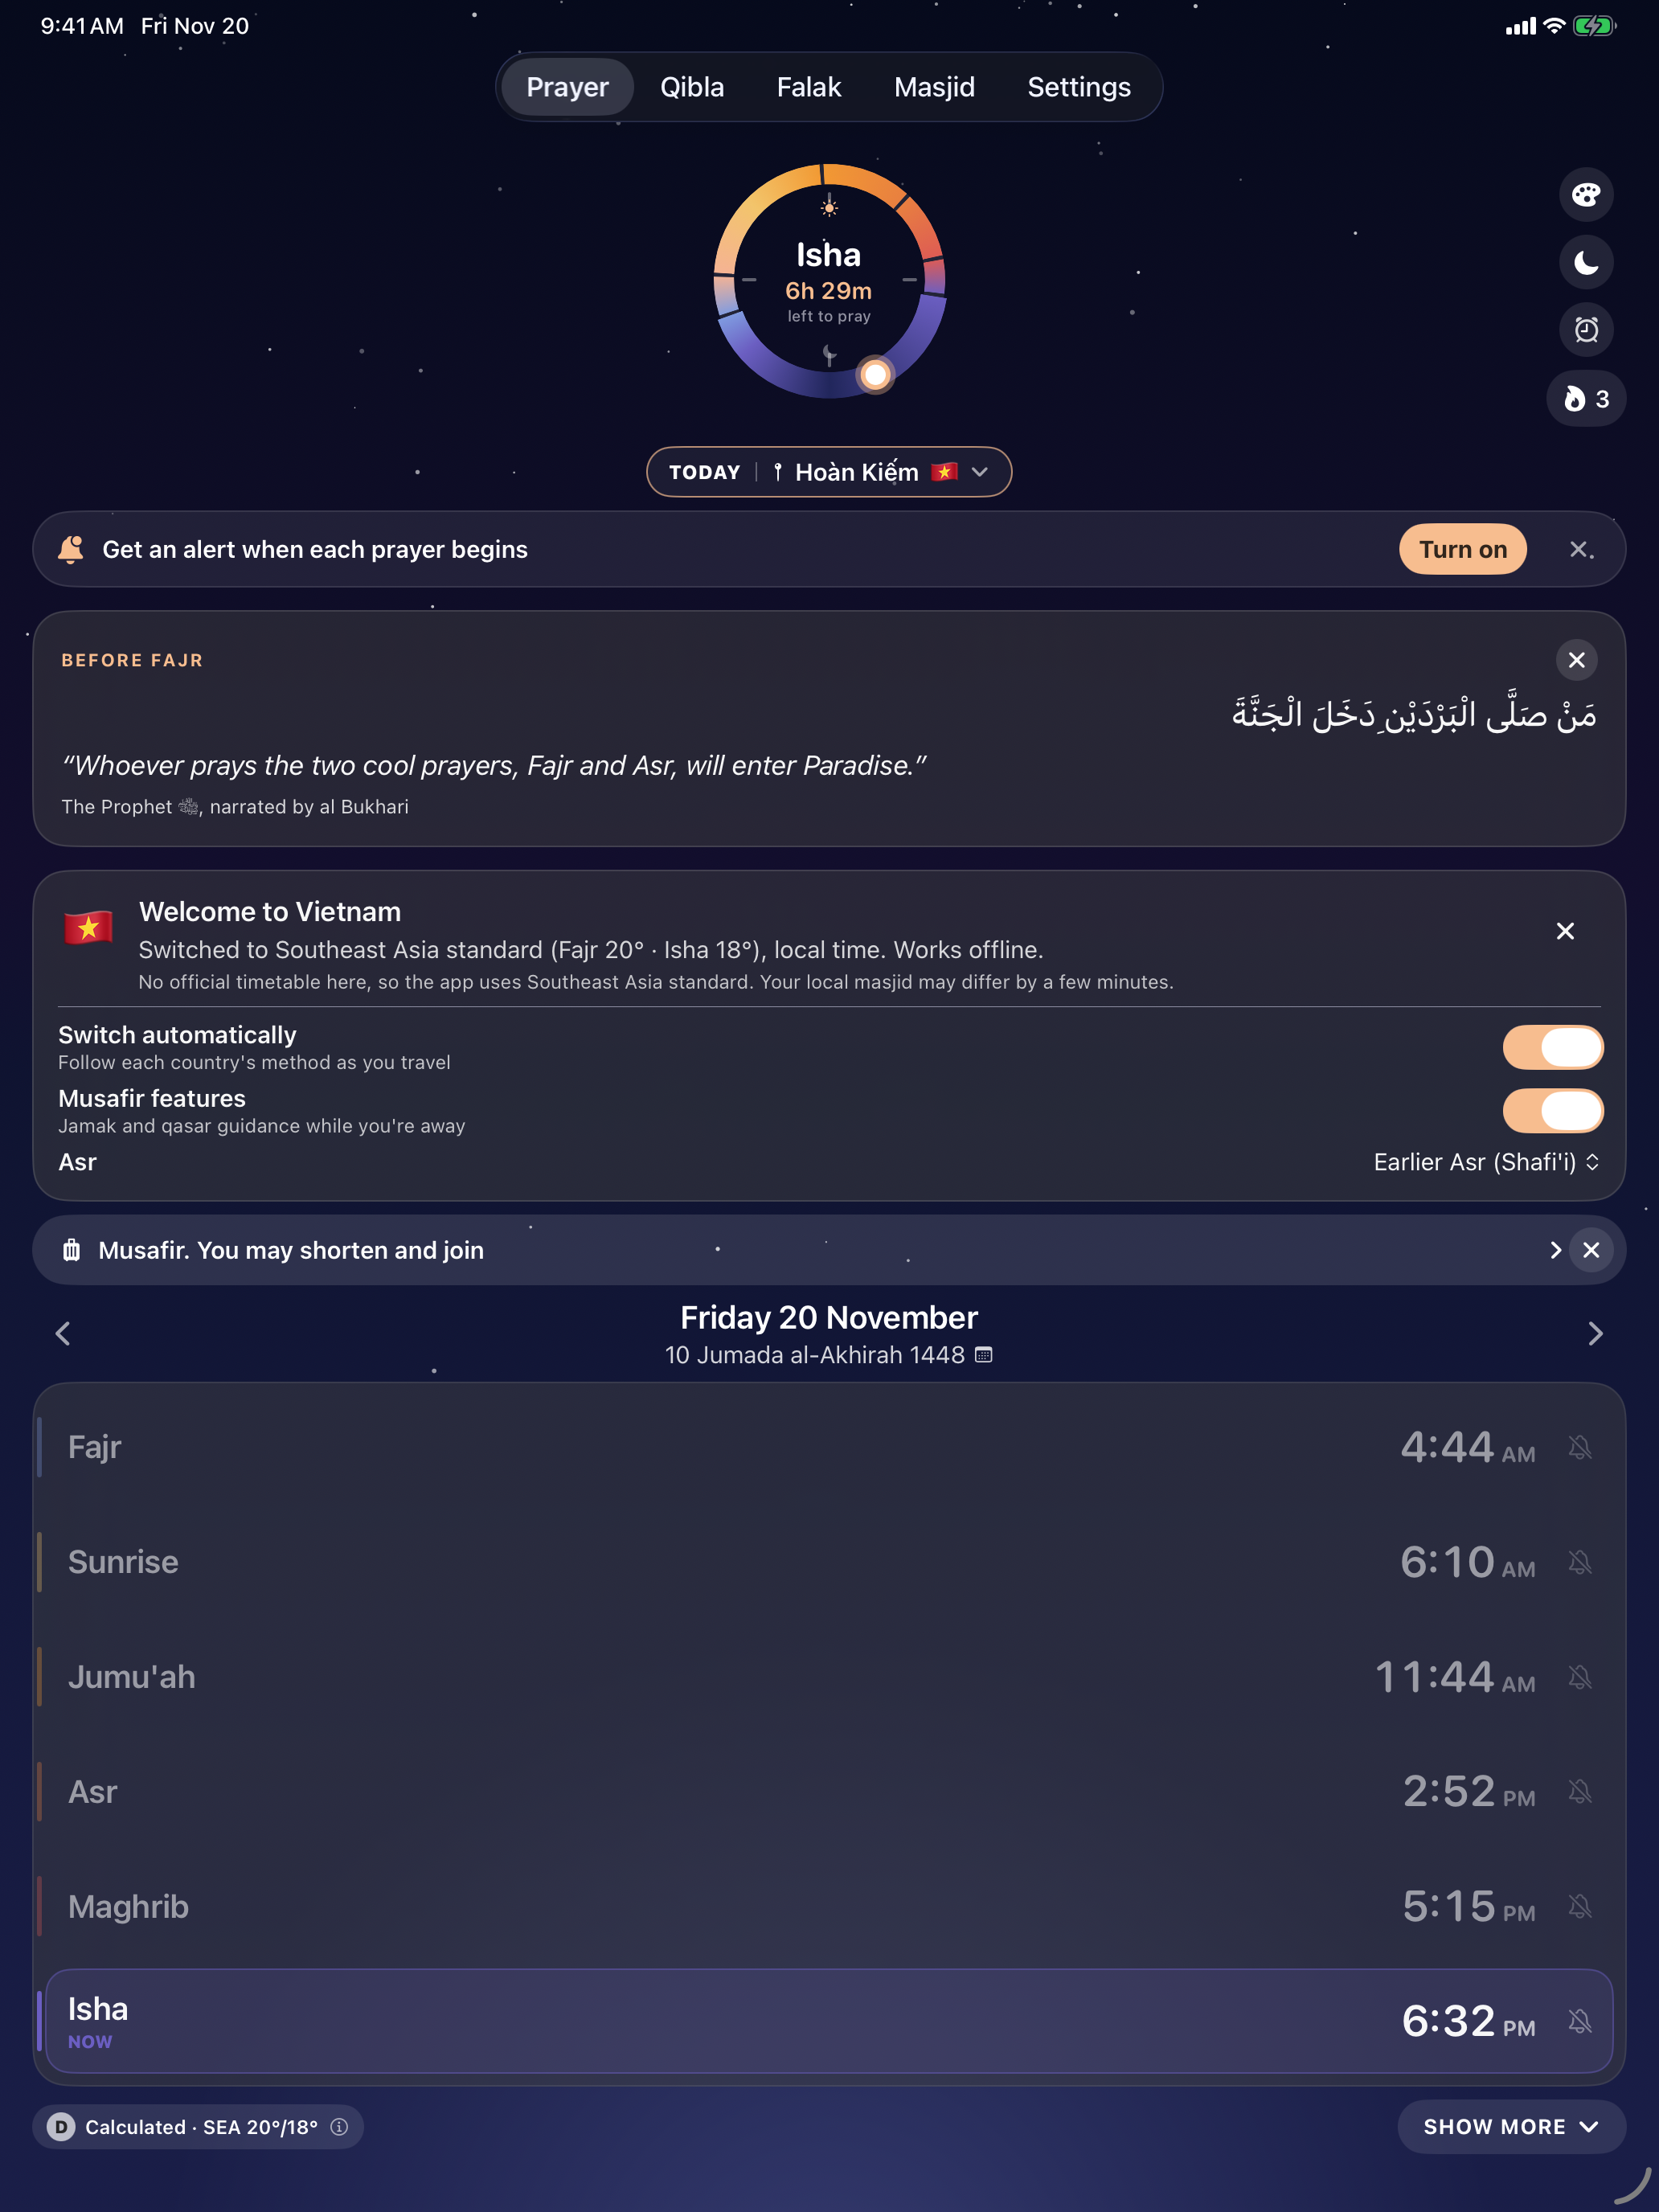 9:41 AM Fri Nov 20
Prayer Qibla Falak Masjid Settings
Isha
6h 29m
left to pray
3
TODAY Hoàn Kiếm
Get an alert when each prayer begins Turn on
BEFORE FAJR
مَنْ صَلَّى الْبَرْدَيْنِ دَخَلَ الْجَنَّةَ
“Whoever prays the two cool prayers, Fajr and Asr, will enter Paradise.”
The Prophet ﷺ, narrated by al Bukhari
Welcome to Vietnam
Switched to Southeast Asia standard (Fajr 20° · Isha 18°), local time. Works offline.
No official timetable here, so the app uses Southeast Asia standard. Your local masjid may differ by a few minutes.
Switch automatically
Follow each country's method as you travel
Musafir features
Jamak and qasar guidance while you're away
Asr Earlier Asr (Shafi'i)
Musafir. You may shorten and join
Friday 20 November
10 Jumada al-Akhirah 1448
Fajr 4:44 AM
Sunrise 6:10 AM
Jumu'ah 11:44 AM
Asr 2:52 PM
Maghrib 5:15 PM
Isha 6:32 PM
NOW
D Calculated · SEA 20°/18° SHOW MORE